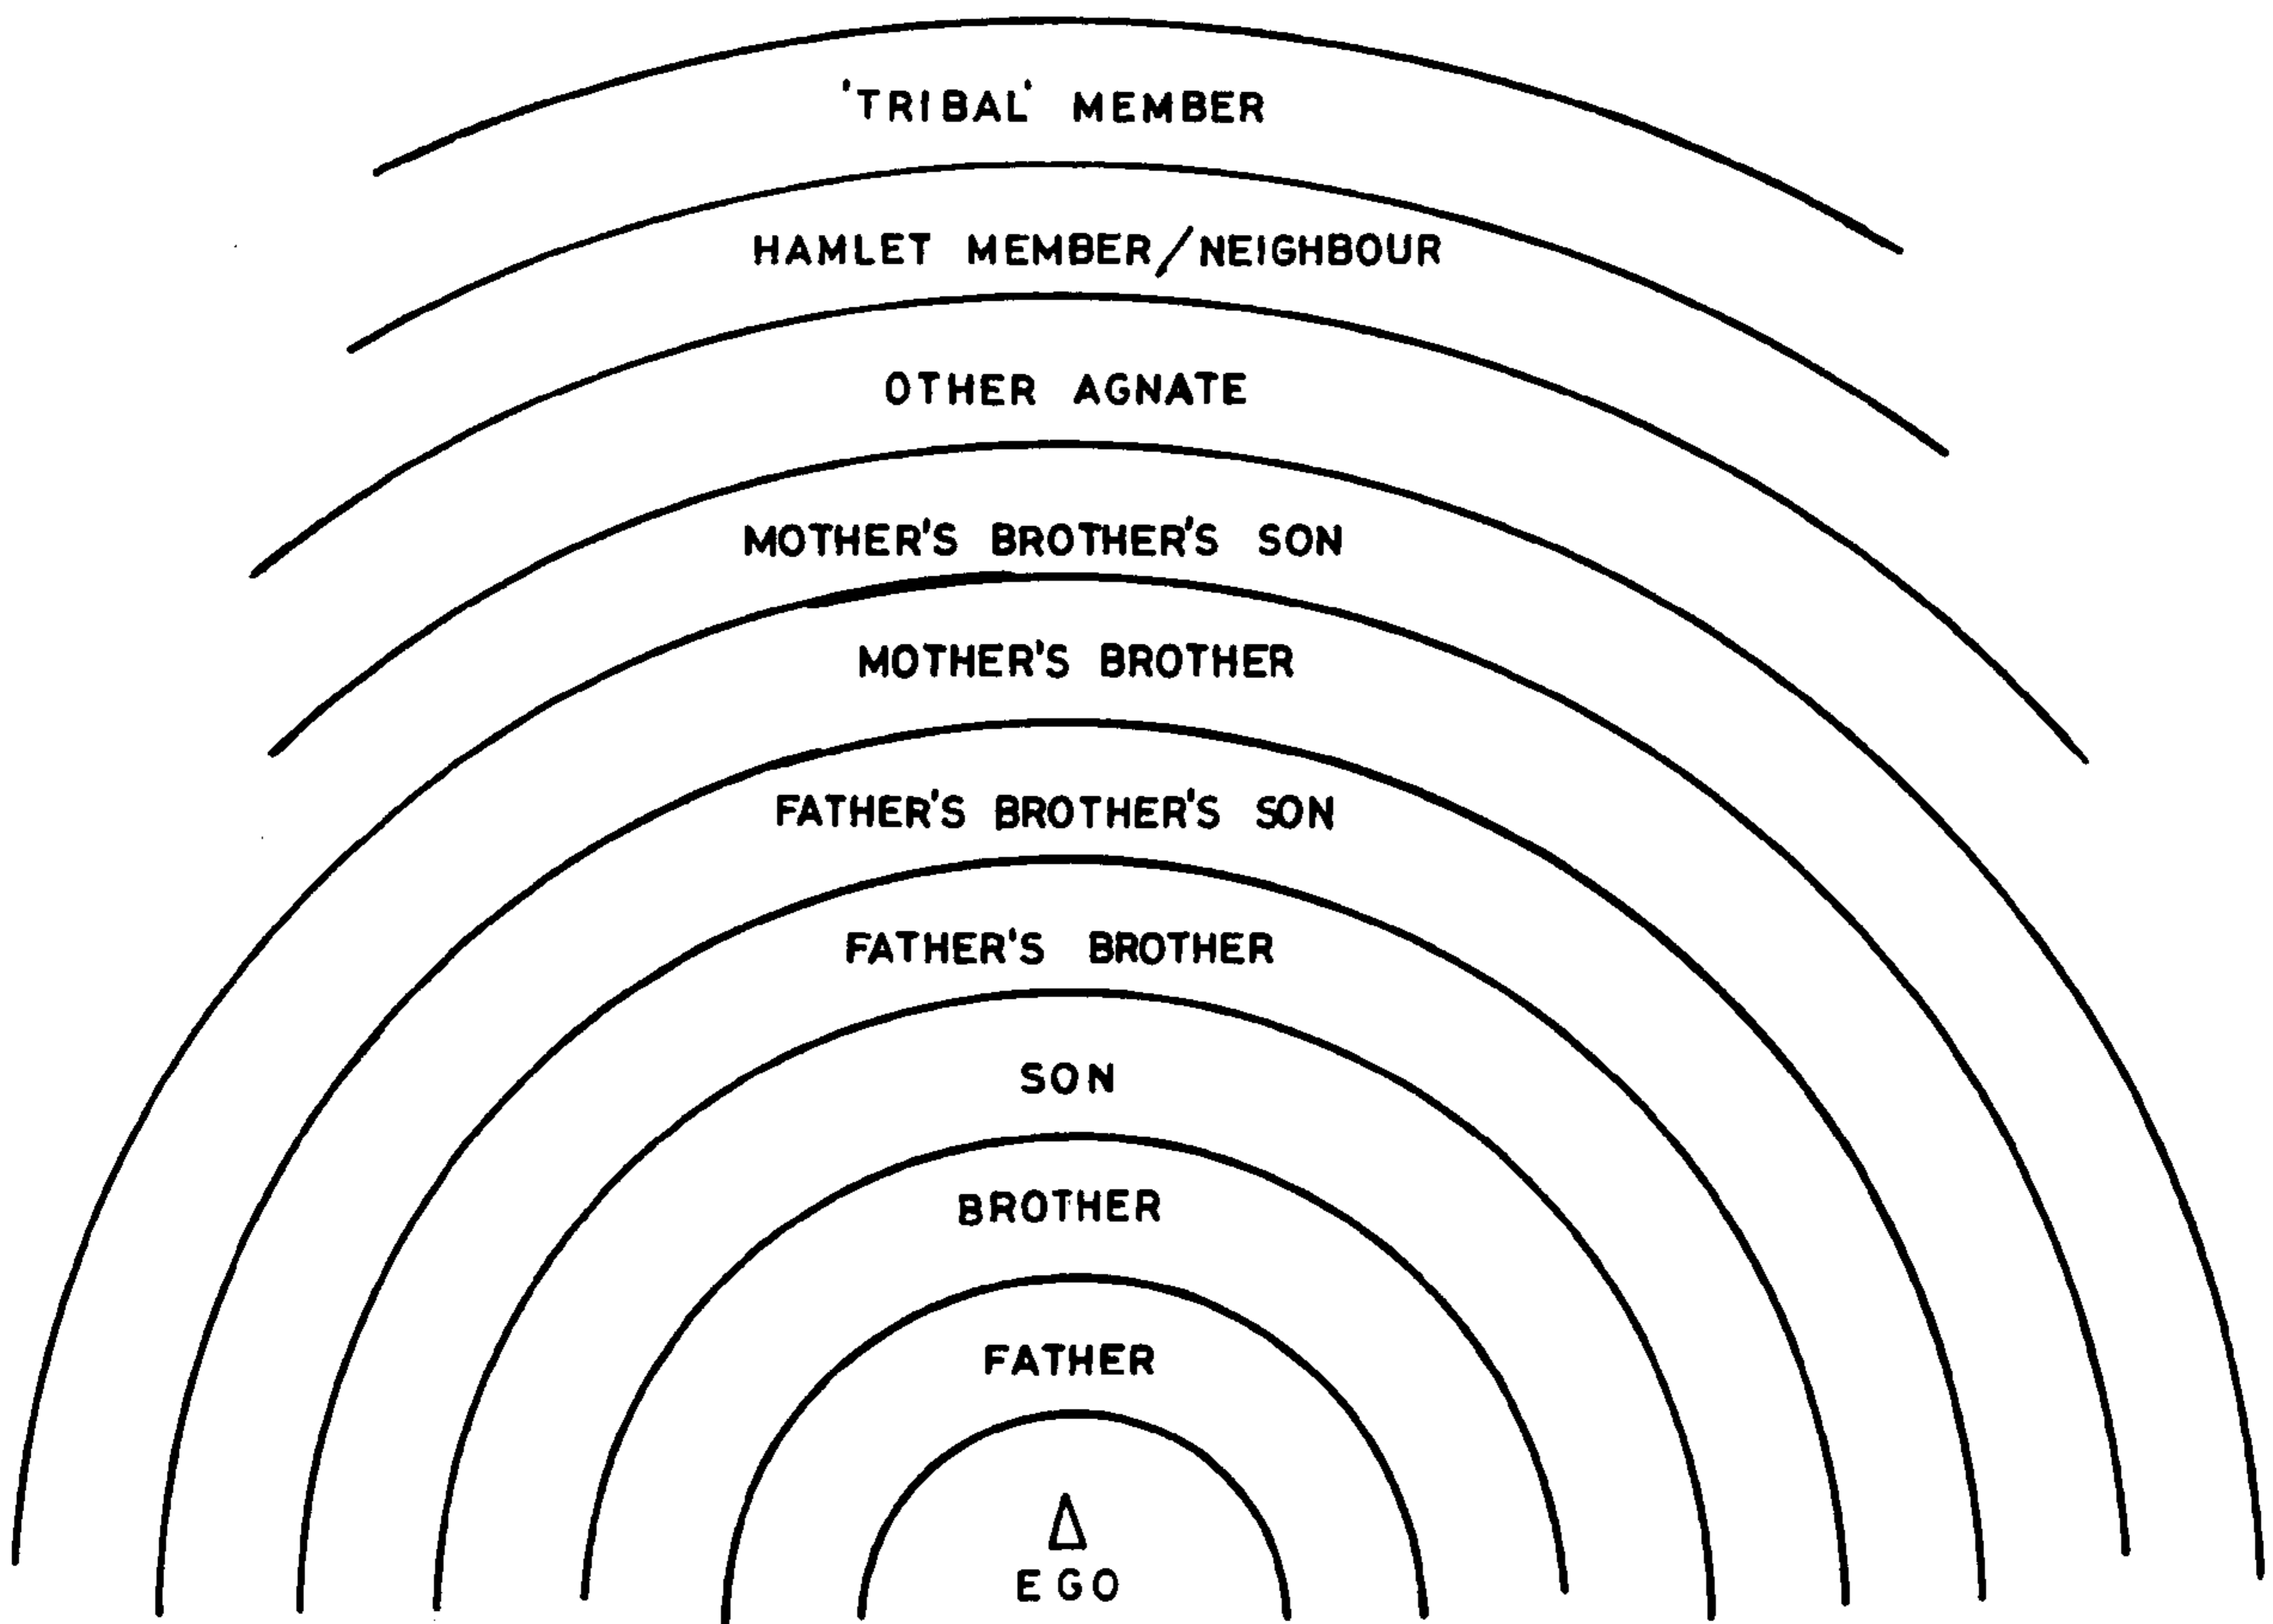 'TRIBAL' MEMBER
HAMLET MEMBER/NEIGHBOUR
OTHER AGNATE
MOTHER'S BROTHER'S SON
MOTHER'S BROTHER
FATHER'S BROTHER'S SON
FATHER'S BROTHER
SON
BROTHER
FATHER
EGO